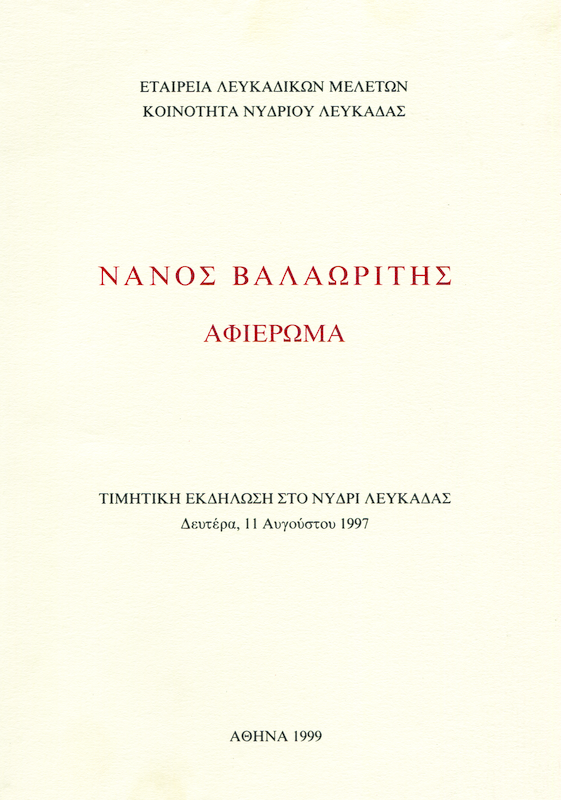 ΕΤΑΙΡΕΙΑ ΛΕΥΚΑΔΙΚΩΝ ΜΕΛΕΤΩΝ
ΚΟΙΝΟΤΗΤΑ ΝΥΔΡΙΟΥ ΛΕΥΚΑΔΑΣ
ΝΑΝΟΣ ΒΑΛΑΩΡΙΤΗΣ
ΑΦΙΕΡΩΜΑ
ΤΙΜΗΤΙΚΗ ΕΚΔΗΛΩΣΗ ΣΤΟ ΝΥΔΡΙ ΛΕΥΚΑΔΑΣ
Δευτέρα, 11 Αυγούστου 1997
ΑΘΗΝΑ 1999